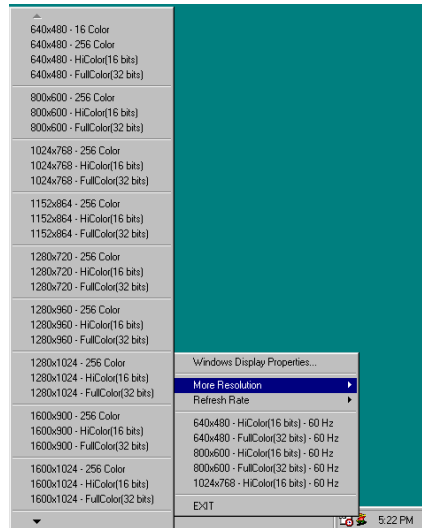 640x480 - 16 Color
640x480 - 256 Color
640x480 - HiColor(16 bits)
640x480 - FullColor(32 bits)
800x600 - 256 Color
800x600 - HiColor(16 bits)
800x600 - FullColor(32 bits)
1024x768 - 256 Color
1024x768 - HiColor(16 bits)
1024x768 - FullColor(32 bits)
1152x864 - 256 Color
1152x864 - HiColor(16 bits)
1152x864 - FullColor(32 bits)
1280x720 - 256 Color
1280x720 - HiColor(16 bits)
1280x720 - FullColor(32 bits)
1280x960 - 256 Color
1280x960 - HiColor(16 bits)
1280x960 - FullColor(32 bits)
1280x1024 - 256 Color
1280x1024 - HiColor(16 bits)
1280x1024 - FullColor(32 bits)
1600x900 - 256 Color
1600x900 - HiColor(16 bits)
1600x900 - FullColor(32 bits)
1600x1024 - 256 Color
1600x1024 - HiColor(16 bits)
1600x1024 - FullColor(32 bits)
Windows Display Properties...
More Resolution
Refresh Rate
640x480 - HiColor(16 bits) - 60 Hz
640x480 - FullColor(32 bits) - 60 Hz
800x600 - HiColor(16 bits) - 60 Hz
800x600 - FullColor(32 bits) - 60 Hz
1024x768 - HiColor(16 bits) - 60 Hz
EXIT
5:22 PM